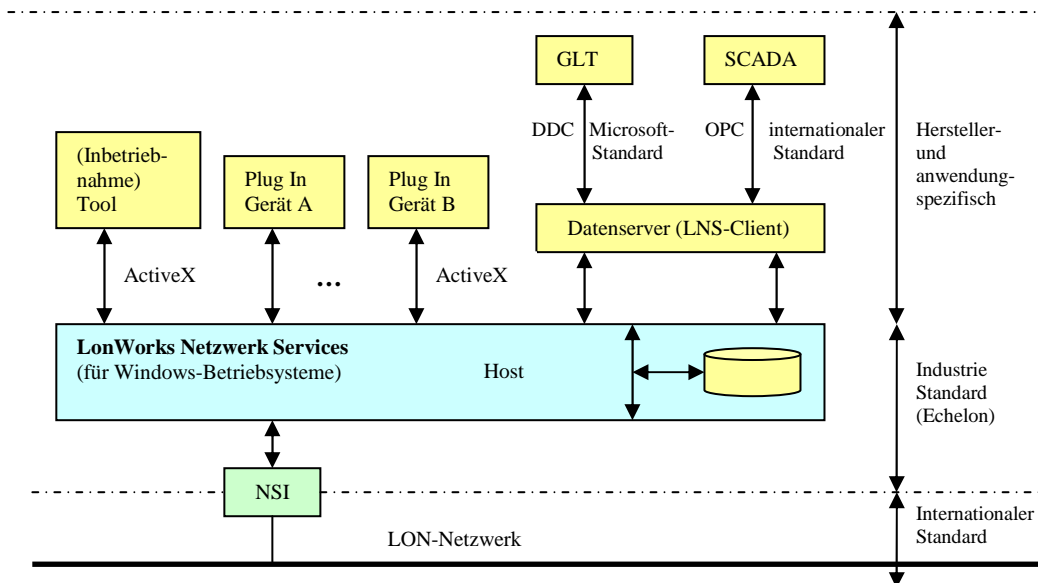 GLT
SCADA
DDC
Microsoft-
Standard
OPC
internationaler
Standard
Hersteller-
und
anwendung-
spezifisch
(Inbetrieb-
nahme)
Tool
Plug In
Gerät A
Plug In
Gerät B
Datenserver (LNS-Client)
ActiveX
...
ActiveX
LonWorks Netzwerk Services
(für Windows-Betriebsysteme)
Host
Industrie
Standard
(Echelon)
NSI
LON-Netzwerk
Internationaler
Standard